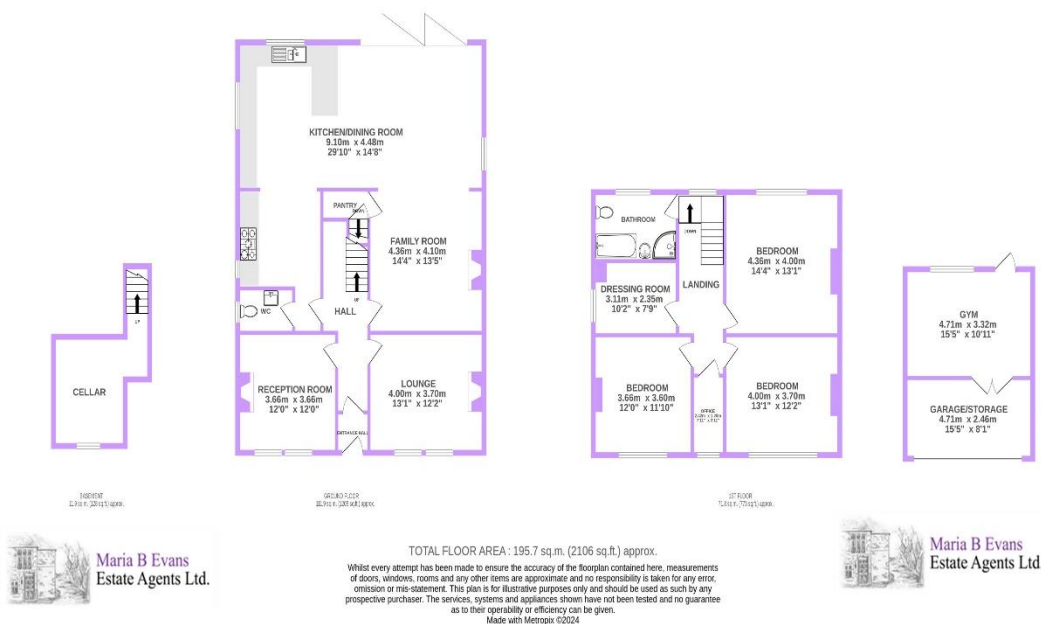 KITCHEN/DINING ROOM
9.10m x 4.48m
29'10" x 14'8"
PANTRY
DOWN
FAMILY ROOM
4.36m x 4.10m
14'4" x 13'5"
UP
WC
HALL
RECEPTION ROOM
3.66m x 3.66m
12'0" x 12'0"
LOUNGE
4.00m x 3.70m
13'1" x 12'2"
ENTRANCE HALL
UP
CELLAR
BATHROOM
DOWN
BEDROOM
4.36m x 4.00m
14'4" x 13'1"
DRESSING ROOM
3.11m x 2.35m
10'2" x 7'9"
LANDING
BEDROOM
3.66m x 3.60m
12'0" x 11'10"
OFFICE
BEDROOM
4.00m x 3.70m
13'1" x 12'2"
GYM
4.71m x 3.32m
15'5" x 10'11"
GARAGE/STORAGE
4.71m x 2.46m
15'5" x 8'1"
BASEMENT
GROUND FLOOR
1ST FLOOR
Maria B Evans
Estate Agents Ltd.
TOTAL FLOOR AREA : 195.7 sq.m. (2106 sq.ft.) approx.
Whilst every attempt has been made to ensure the accuracy of the floorplan contained here, measurements
of doors, windows, rooms and any other items are approximate and no responsibility is taken for any error,
omission or mis-statement. This plan is for illustrative purposes only and should be used as such by any
prospective purchaser. The services, systems and appliances shown have not been tested and no guarantee
as to their operability or efficiency can be given.
Made with Metropix ©2024
Maria B Evans
Estate Agents Ltd.